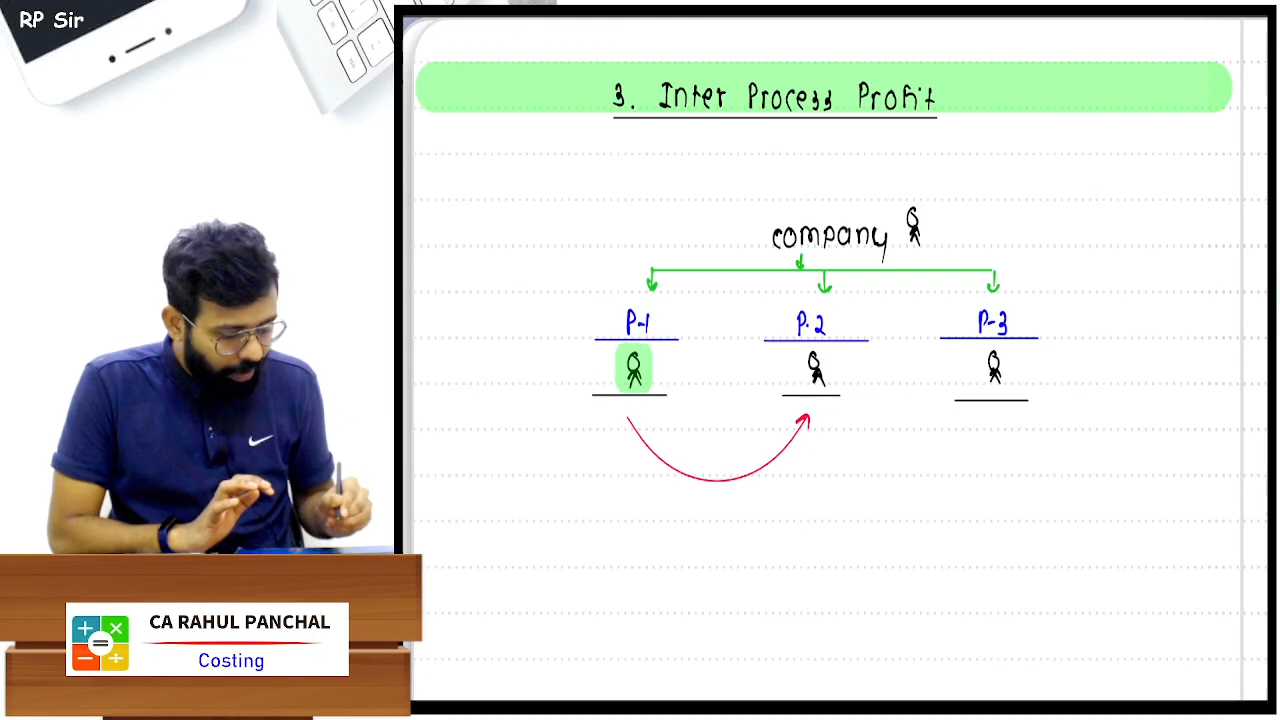 RP Sir
3. Inter Process Profit
company
P-1 P-2 P-3
CA RAHUL PANCHAL
Costing